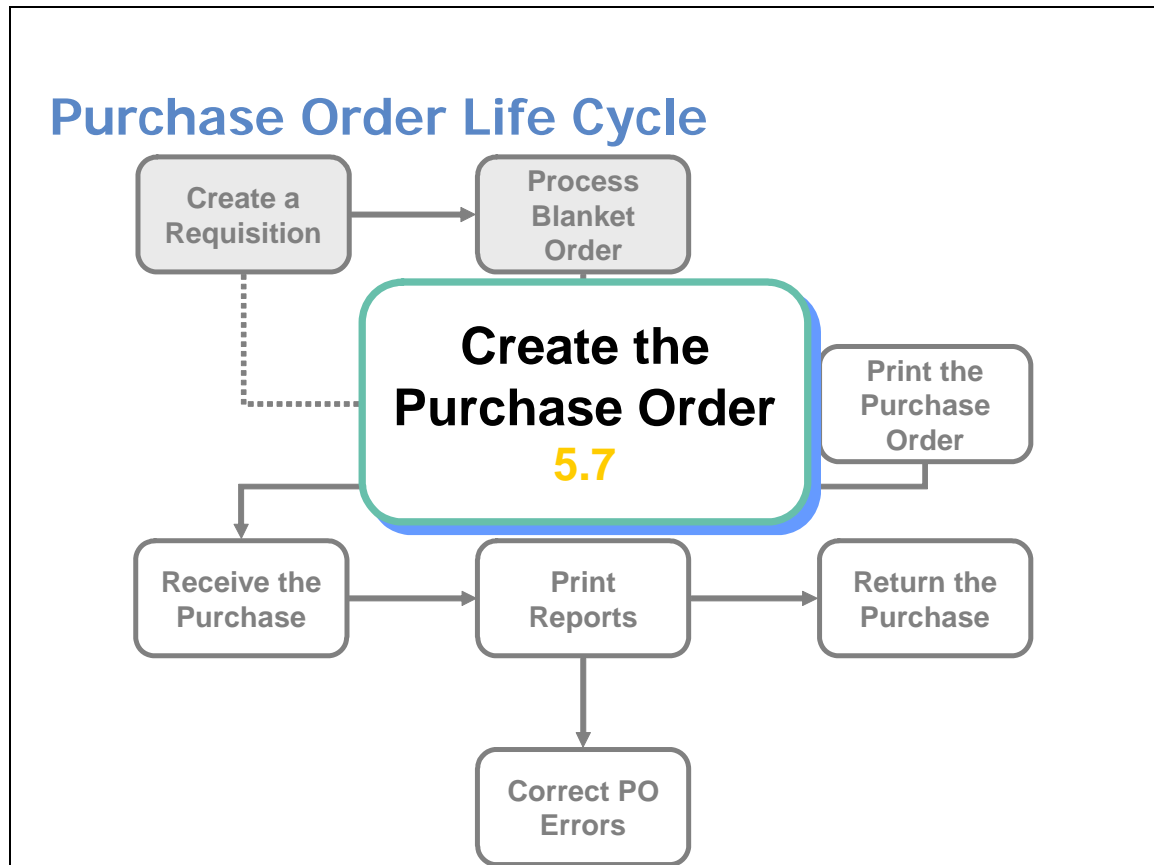 Purchase Order Life Cycle
Create a
Requisition
Process
Blanket
Order
Create the
Purchase Order
5.7
Print the
Purchase
Order
Receive the
Purchase
Print
Reports
Return the
Purchase
Correct PO
Errors